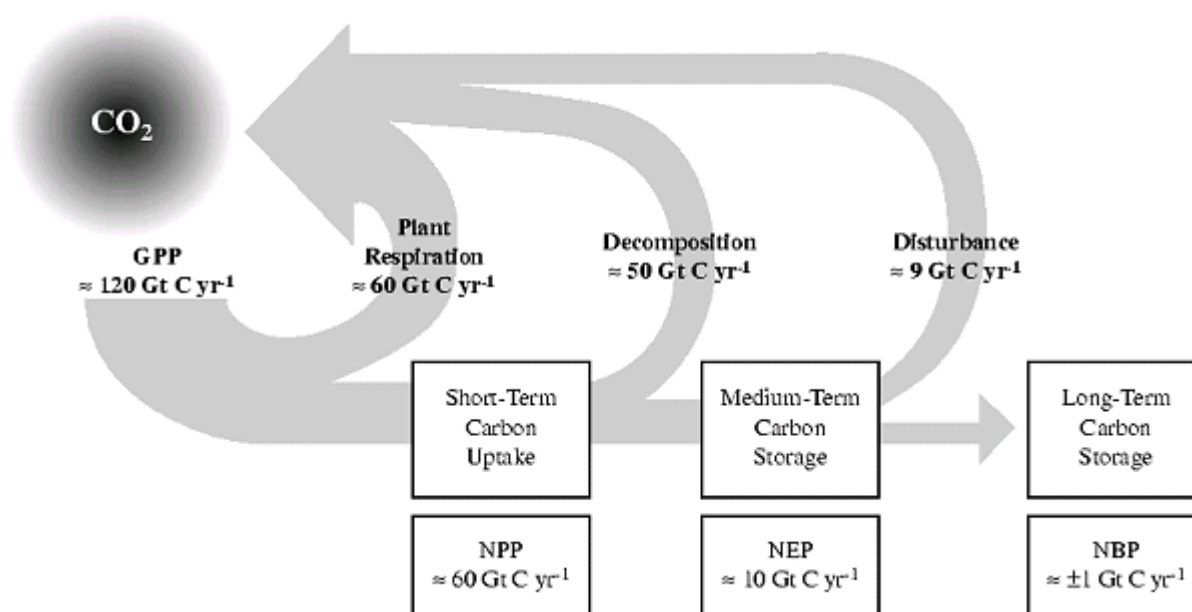 CO₂
GPP
≈ 120 Gt C yr⁻¹
Plant
Respiration
≈ 60 Gt C yr⁻¹
Decomposition
≈ 50 Gt C yr⁻¹
Disturbance
≈ 9 Gt C yr⁻¹
Short-Term
Carbon
Uptake
Medium-Term
Carbon
Storage
Long-Term
Carbon
Storage
NPP
≈ 60 Gt C yr⁻¹
NEP
≈ 10 Gt C yr⁻¹
NBP
≈ ±1 Gt C yr⁻¹